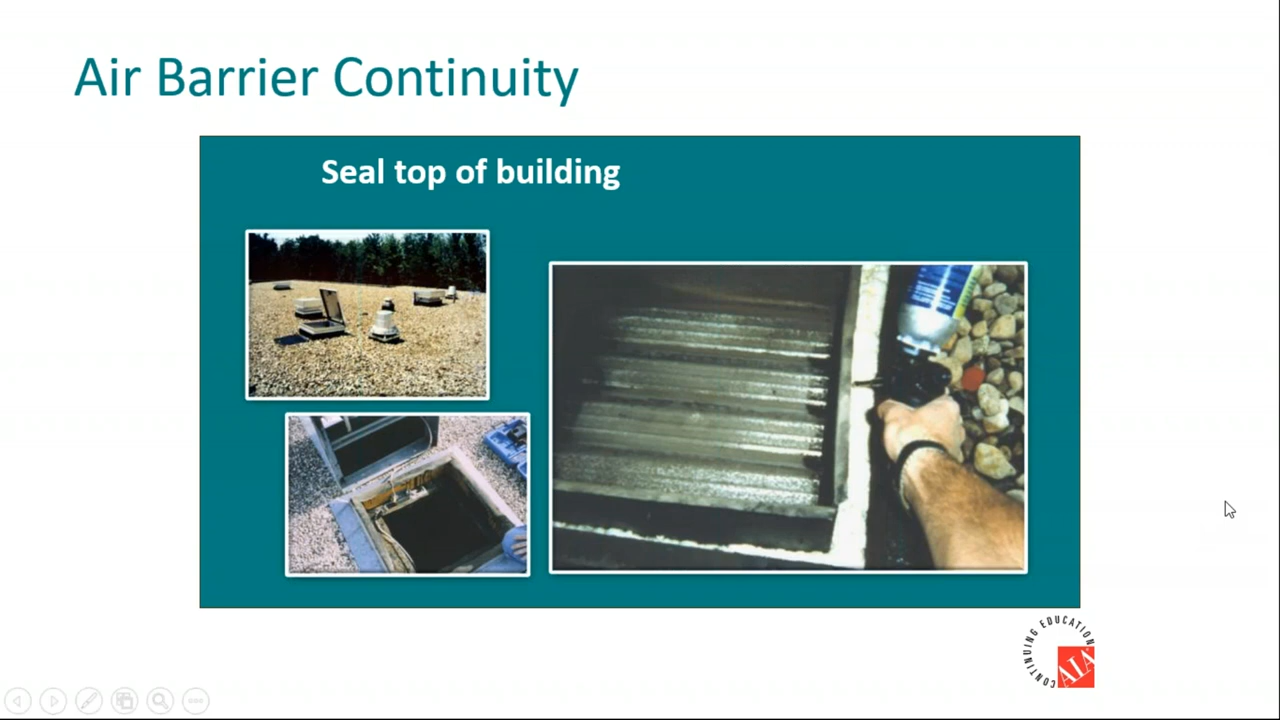 Air Barrier Continuity
Seal top of building
CONTINUING EDUCATION
AIA